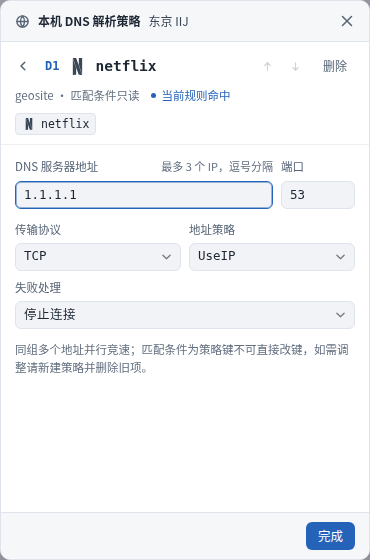 本机 DNS 解析策略 东京 IIJ
D1 netflix ↑ ↓ 删除
geosite • 匹配条件只读 • 当前规则命中
netflix
DNS 服务器地址 最多 3 个 IP，逗号分隔 端口
1.1.1.1 53
传输协议 地址策略
TCP UseIP
失败处理
停止连接
同组多个地址并行竞速；匹配条件为策略键不可直接改键，如需调
整请新建策略并删除旧项。
完成